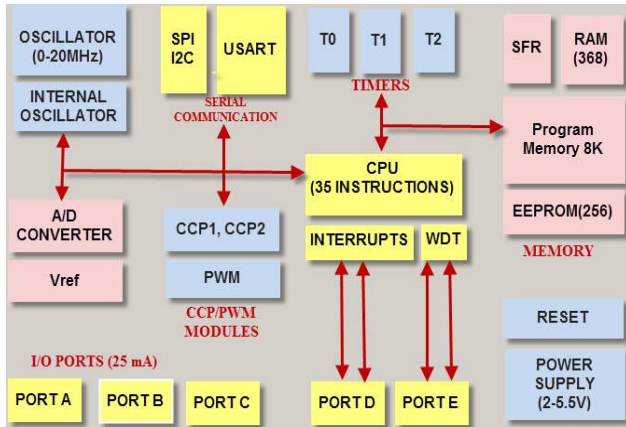 OSCILLATOR
(0-20MHz)
INTERNAL
OSCILLATOR
SPI
I2C
USART
SERIAL
COMMUNICATION
T0
T1
T2
TIMERS
SFR
RAM
(368)
Program
Memory 8K
EEPROM(256)
MEMORY
CPU
(35 INSTRUCTIONS)
INTERRUPTS
WDT
A/D
CONVERTER
Vref
CCP1, CCP2
PWM
CCP/PWM
MODULES
RESET
POWER
SUPPLY
(2-5.5V)
I/O PORTS (25 mA)
PORT A
PORT B
PORT C
PORT D
PORT E